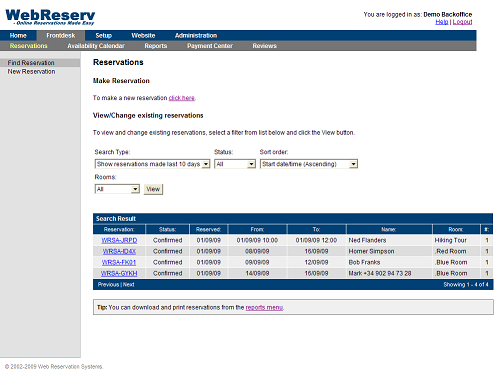 WebReserv
- Online Reservations Made Easy
You are logged in as: Demo Backoffice
Help | Logout
Home Frontdesk Setup Website Administration
Reservations Availability Calendar Reports Payment Center Reviews
Find Reservation
New Reservation
Reservations
Make Reservation
To make a new reservation click here.
View/Change existing reservations
To view and change existing reservations, select a filter from list below and click the View button.
Search Type: Status: Sort order:
Show reservations made last 10 days All Start date/time (Ascending)
Rooms:
All View
Search Result
Reservation: Status: Reserved: From: To: Name: Room: #:
WRSA-JRPD Confirmed 01/09/09 01/09/09 10:00 01/09/09 12:00 Ned Flanders Hiking Tour 1
WRSA-ID4X Confirmed 01/09/09 08/09/09 16/09/09 Homer Simpson .Red Room 1
WRSA-FK01 Confirmed 01/09/09 09/09/09 12/09/09 Bob Franks .Blue Room 1
WRSA-GYKH Confirmed 01/09/09 14/09/09 16/09/09 Mark +34 902 94 73 28 .Blue Room 1
Previous | Next Showing 1 - 4 of 4
Tip: You can download and print reservations from the reports menu.
© 2002-2009 Web Reservation Systems.